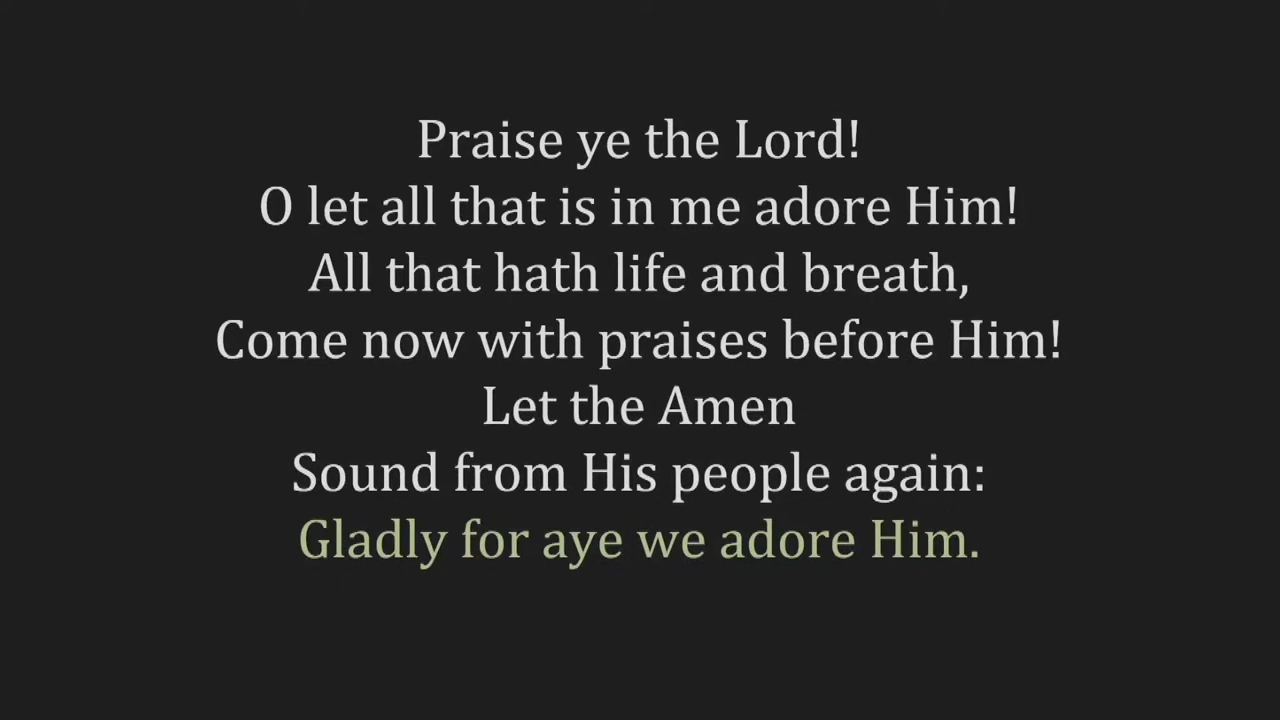 Praise ye the Lord!
O let all that is in me adore Him!
All that hath life and breath,
Come now with praises before Him!
Let the Amen
Sound from His people again:
Gladly for aye we adore Him.